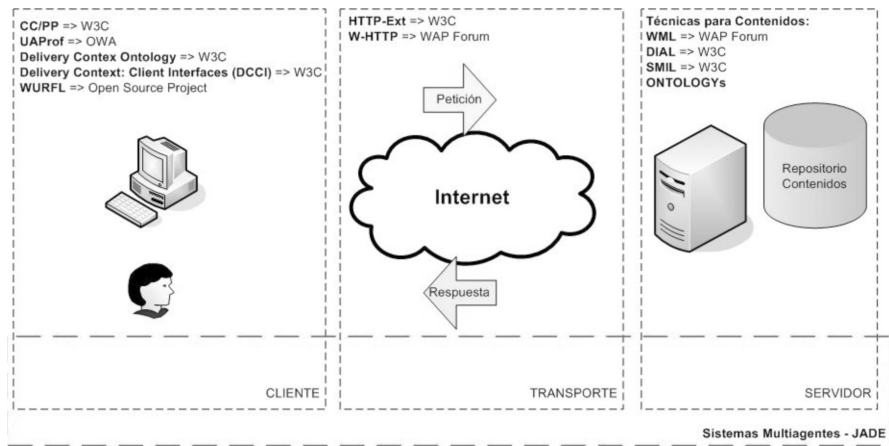 CC/PP => W3C
UAProf => OWA
Delivery Contex Ontology => W3C
Delivery Context: Client Interfaces (DCCI) => W3C
WURFL => Open Source Project
CLIENTE
HTTP-Ext => W3C
W-HTTP => WAP Forum
Petición
Internet
Respuesta
TRANSPORTE
Técnicas para Contenidos:
WML => WAP Forum
DIAL => W3C
SMIL => W3C
ONTOLOGYs
Repositorio
Contenidos
SERVIDOR
Sistemas Multiagentes - JADE